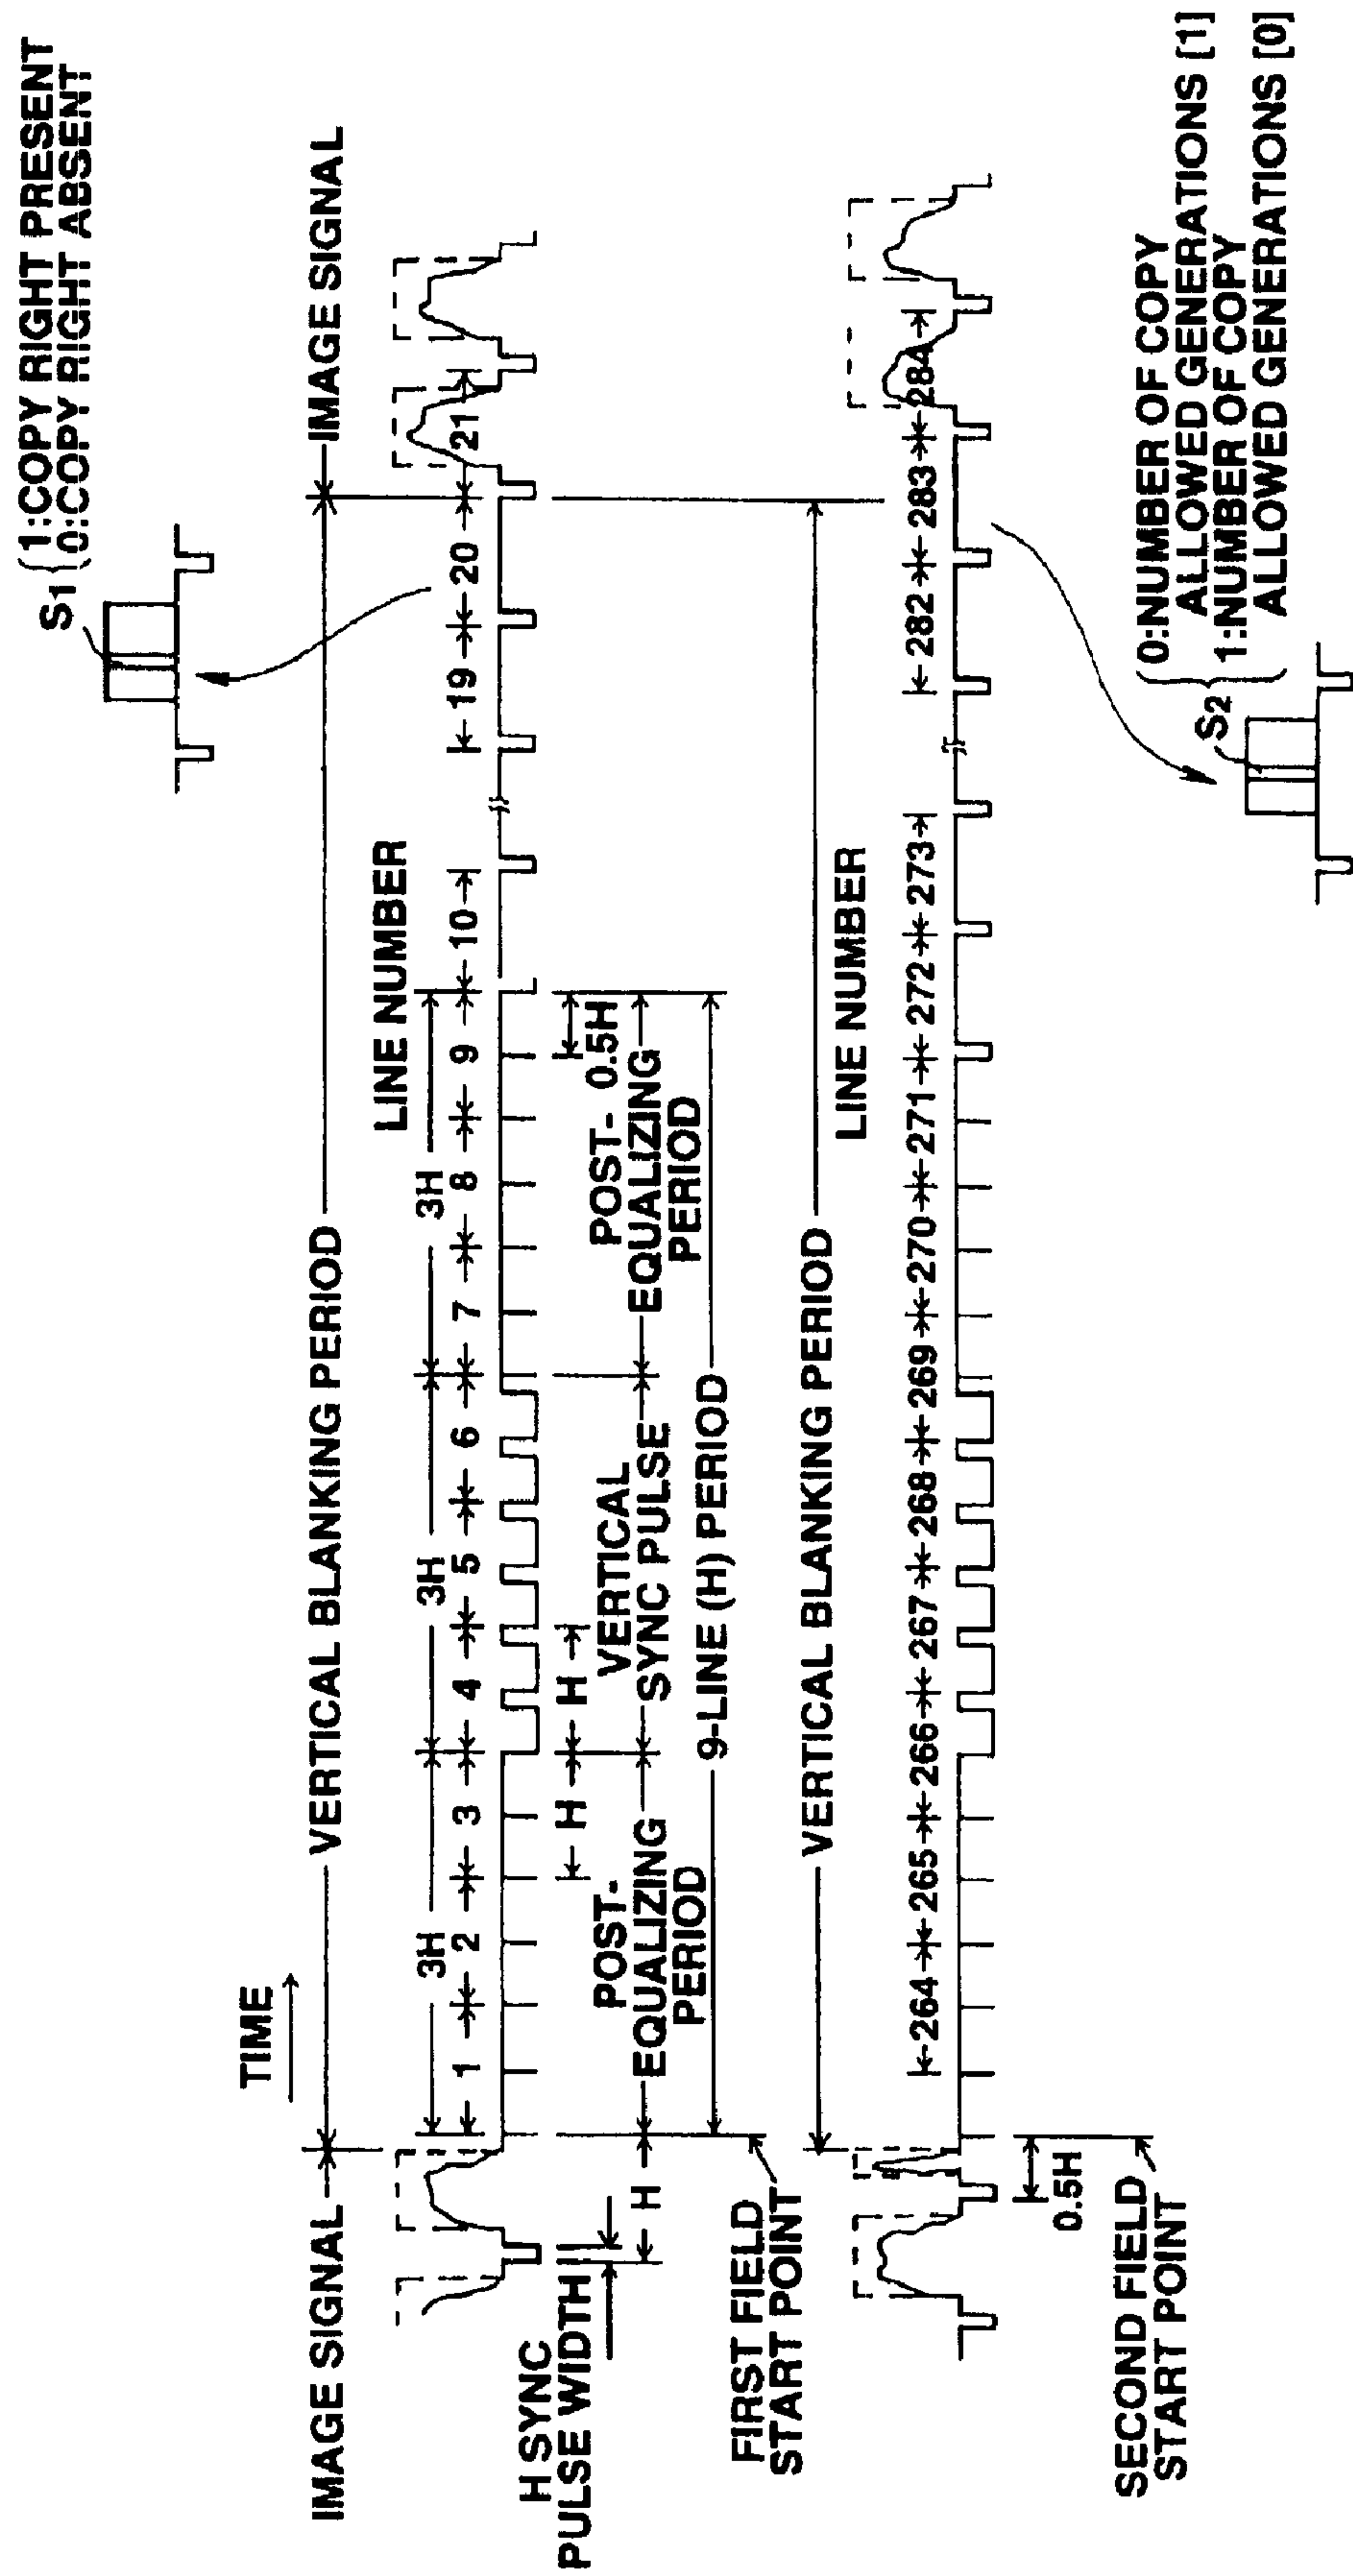 S1 { 1:COPY RIGHT PRESENT
0:COPY RIGHT ABSENT
TIME
IMAGE SIGNAL
VERTICAL BLANKING PERIOD
IMAGE SIGNAL
LINE NUMBER
3H
3H
3H
1 2 3 4 5 6 7 8 9 10 19 20 21
H SYNC
PULSE WIDTH
H
H
H
0.5H
POST-
EQUALIZING
PERIOD
VERTICAL
SYNC PULSE
POST-
EQUALIZING
PERIOD
9-LINE (H) PERIOD
FIRST FIELD
START POINT
VERTICAL BLANKING PERIOD
LINE NUMBER
264 265 266 267 268 269 270 271 272 273 282 283 284
0.5H
SECOND FIELD
START POINT
S2 { 0:NUMBER OF COPY
ALLOWED GENERATIONS [1]
1:NUMBER OF COPY
ALLOWED GENERATIONS [0]